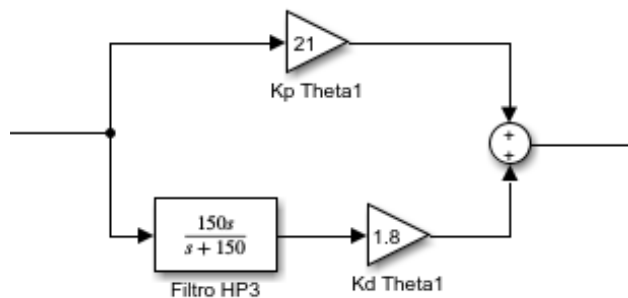 21
Kp Theta1
+
+
150s
s + 150
1.8
Filtro HP3
Kd Theta1